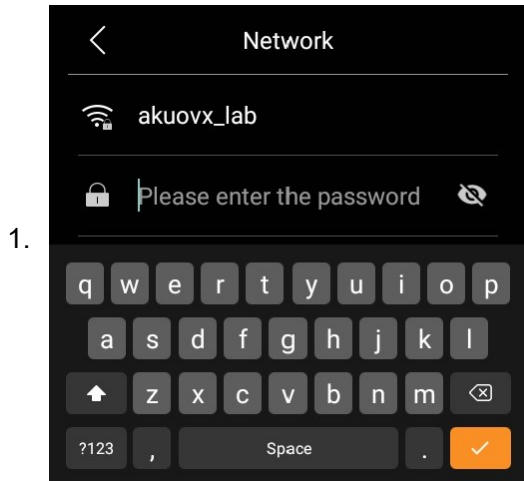 Network
akuovx_lab
Please enter the password
1.
q w e r t y u i o p
a s d f g h j k l
z x c v b n m
?123 , Space .